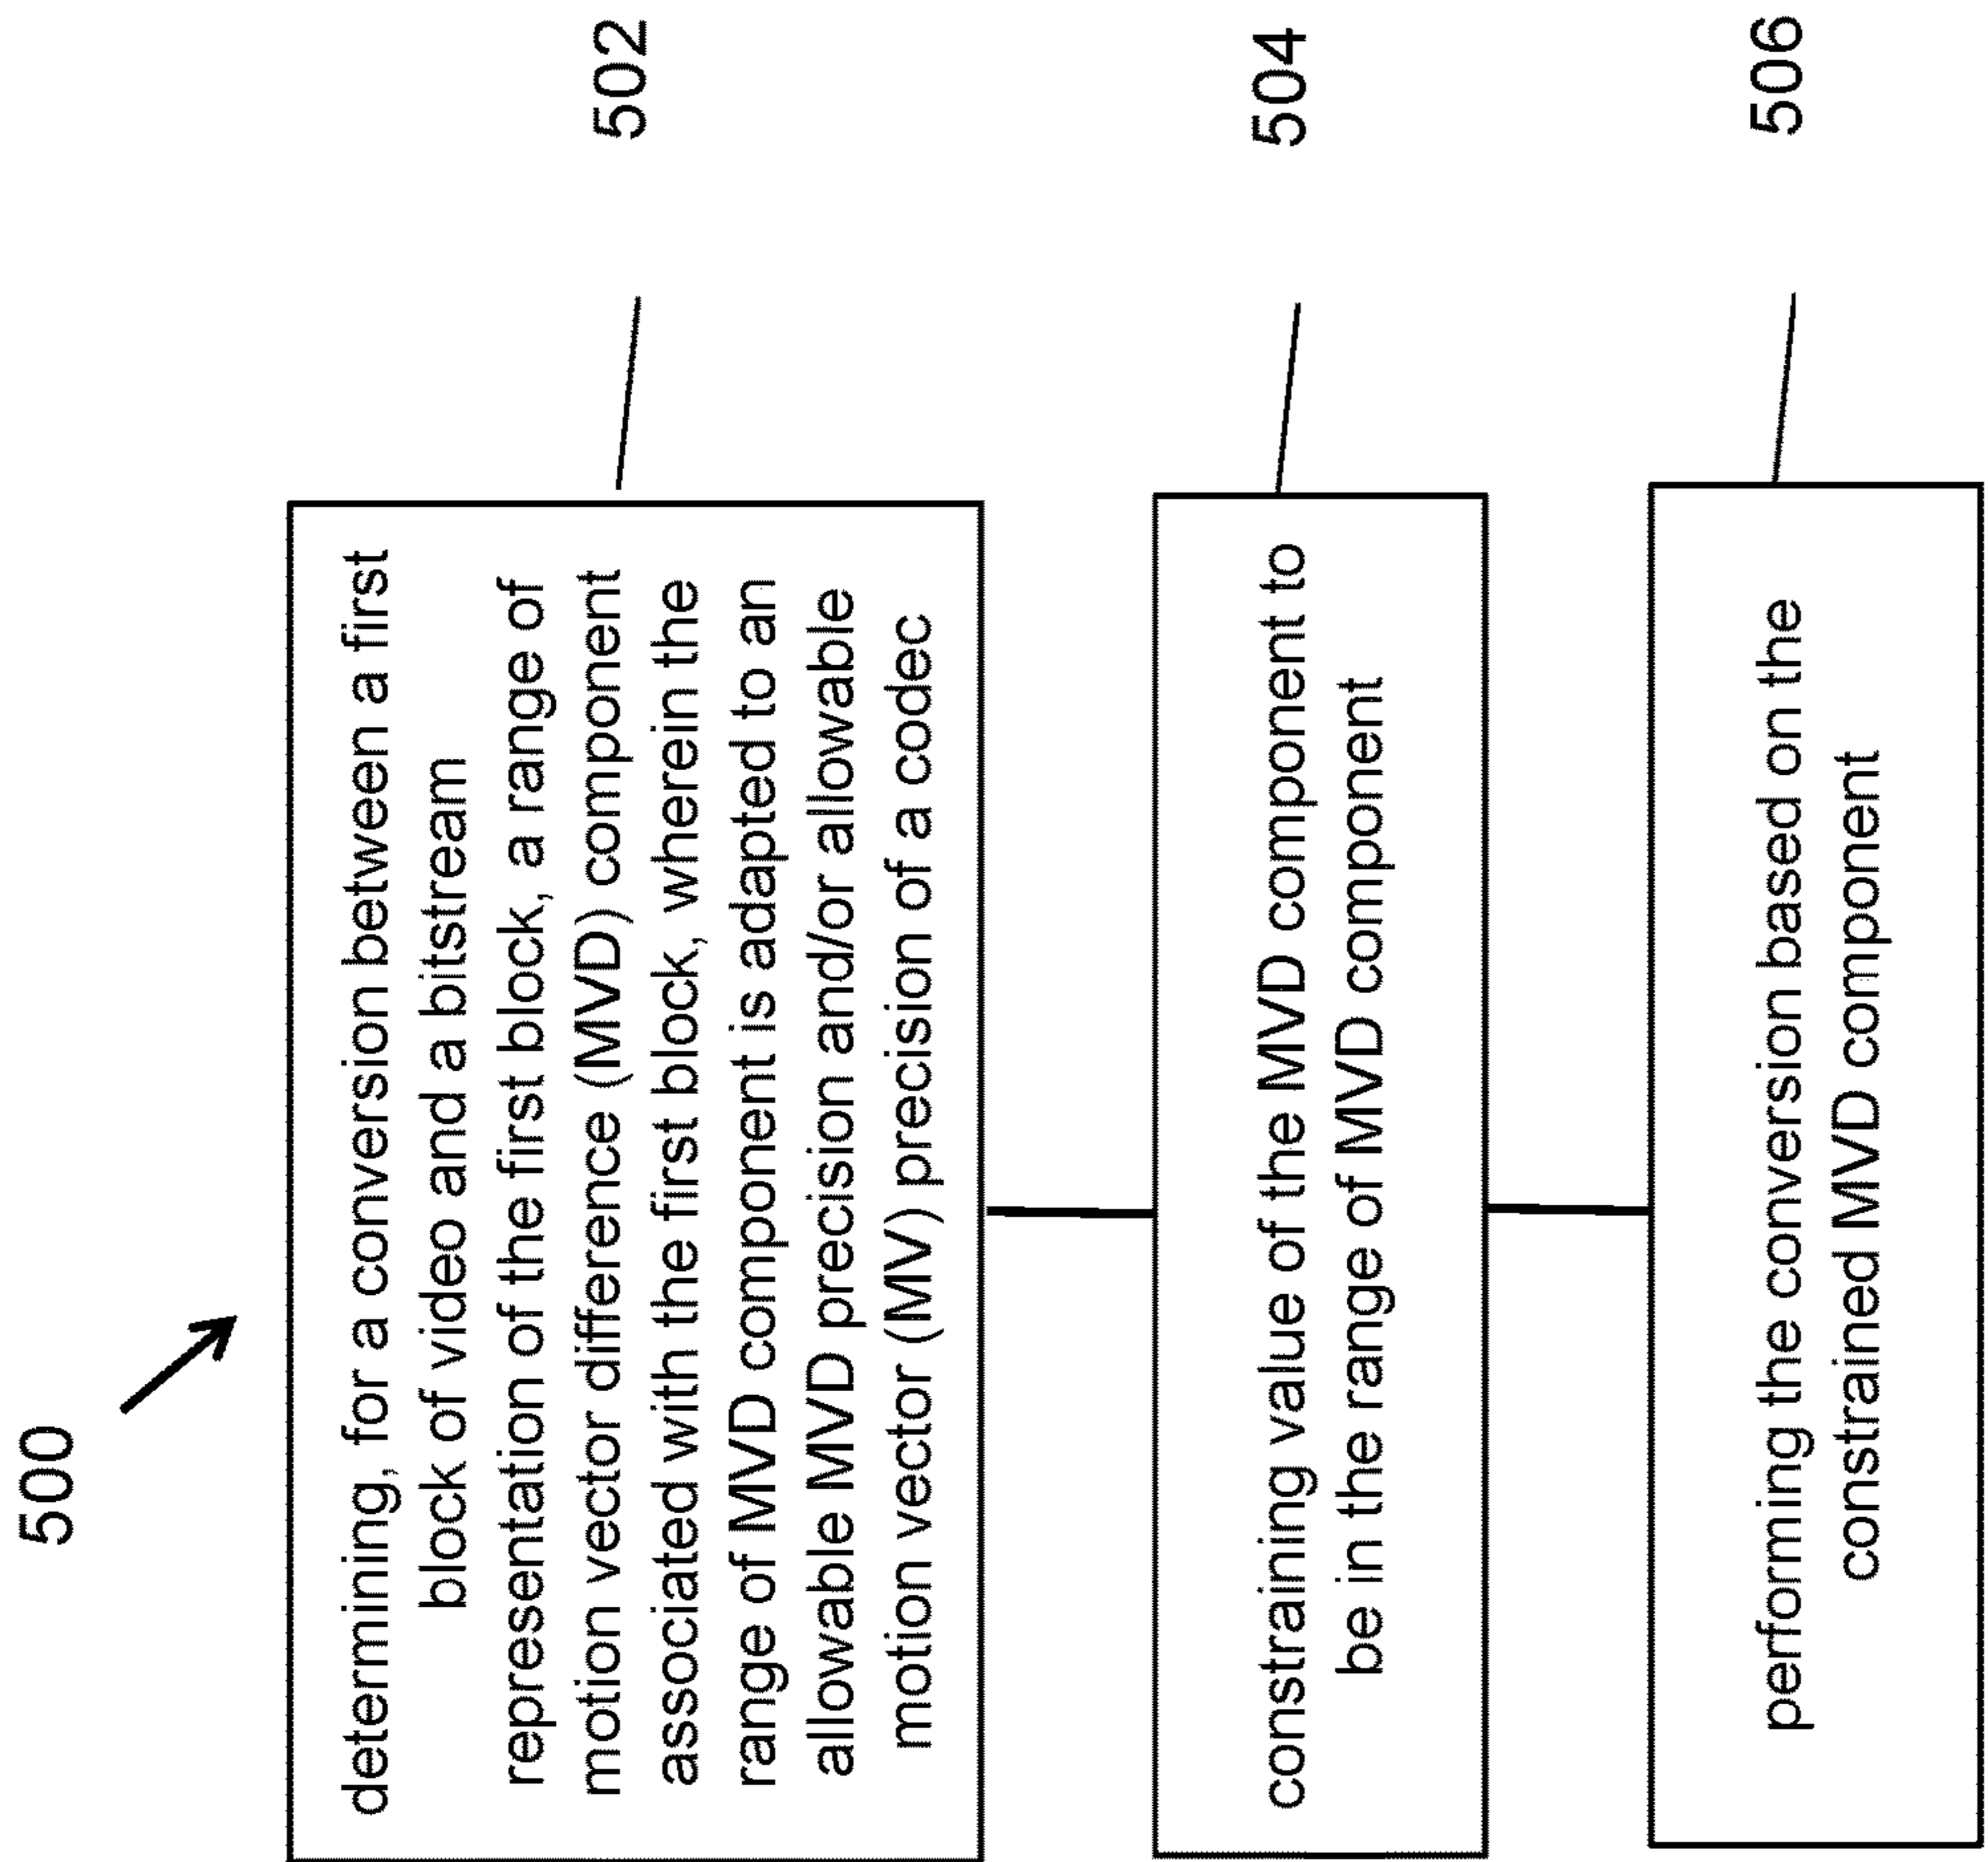 500
determining, for a conversion between a first
block of video and a bitstream
representation of the first block, a range of
motion vector difference (MVD) component
associated with the first block, wherein the
range of MVD component is adapted to an
allowable MVD precision and/or allowable
motion vector (MV) precision of a codec
502
constraining value of the MVD component to
be in the range of MVD component
504
performing the conversion based on the
constrained MVD component
506